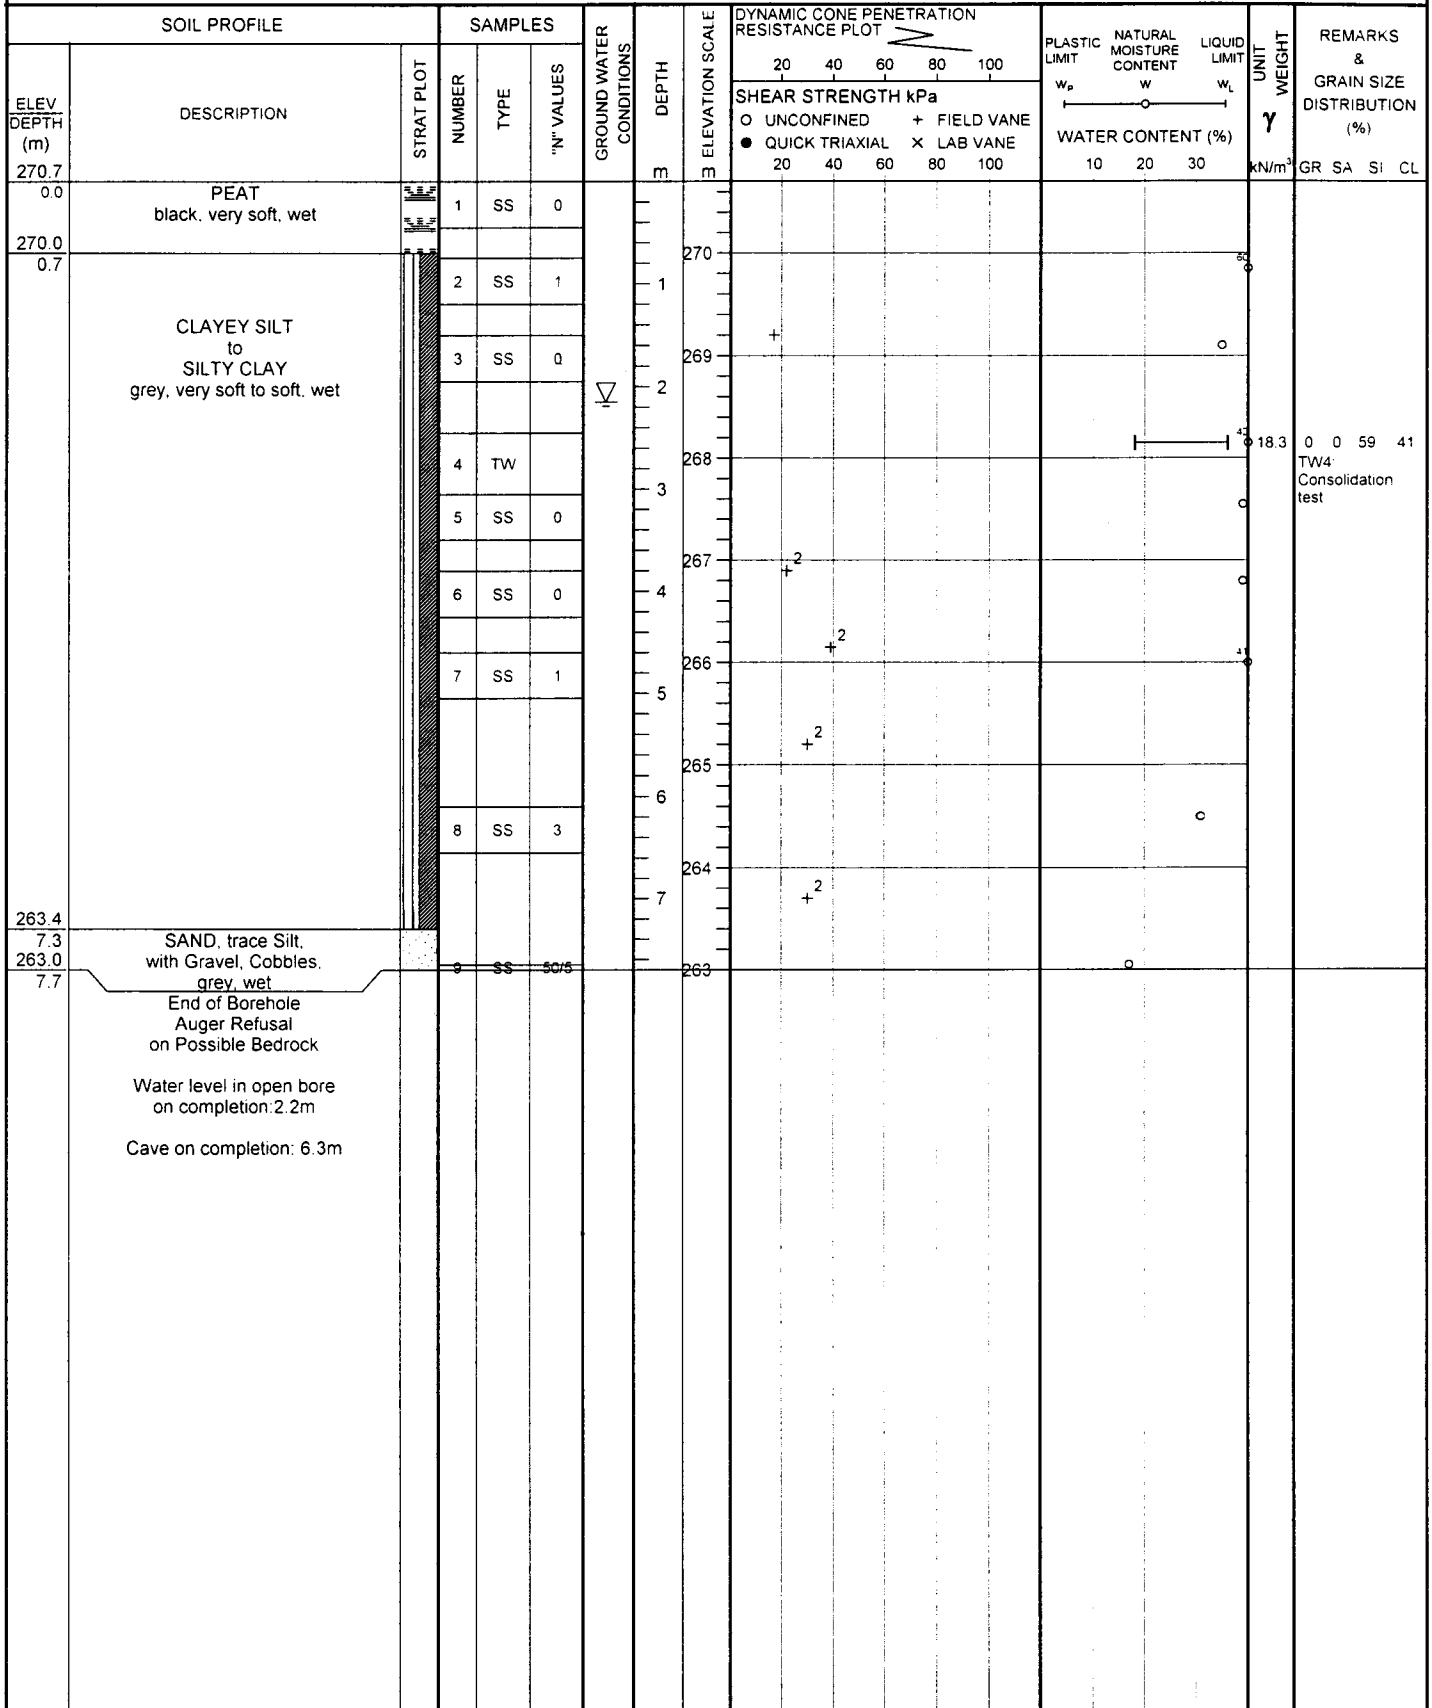 SOIL PROFILE
SAMPLES
GROUND WATER
CONDITIONS
DEPTH
m
ELEVATION SCALE
m
DYNAMIC CONE PENETRATION
RESISTANCE PLOT
20 40 60 80 100
SHEAR STRENGTH kPa
O UNCONFINED + FIELD VANE
● QUICK TRIAXIAL × LAB VANE
20 40 60 80 100
PLASTIC
LIMIT
NATURAL
MOISTURE
CONTENT
LIQUID
LIMIT
WP W WL
WATER CONTENT (%)
10 20 30
UNIT
WEIGHT
γ
kN/m³
REMARKS
&
GRAIN SIZE
DISTRIBUTION
(%)
GR SA SI CL
ELEV
DEPTH
(m)
DESCRIPTION
STRAT PLOT
NUMBER
TYPE
"N" VALUES
270.7
0.0
PEAT
black, very soft, wet
1 SS 0
270.0
0.7
270
60
2 SS 1
1
CLAYEY SILT
to
SILTY CLAY
grey, very soft to soft, wet
3 SS 0
269
2
18.3
0 0 59 41
TW4
Consolidation
test
4 TW
268
3
5 SS 0
267
2
6 SS 0
4
2
266
41
7 SS 1
5
2
265
6
8 SS 3
264
2
7
263.4
7.3
SAND, trace Silt,
with Gravel, Cobbles,
grey, wet
263.0
7.7
9 SS 50/5
263
End of Borehole
Auger Refusal
on Possible Bedrock
Water level in open bore
on completion:2.2m
Cave on completion: 6.3m